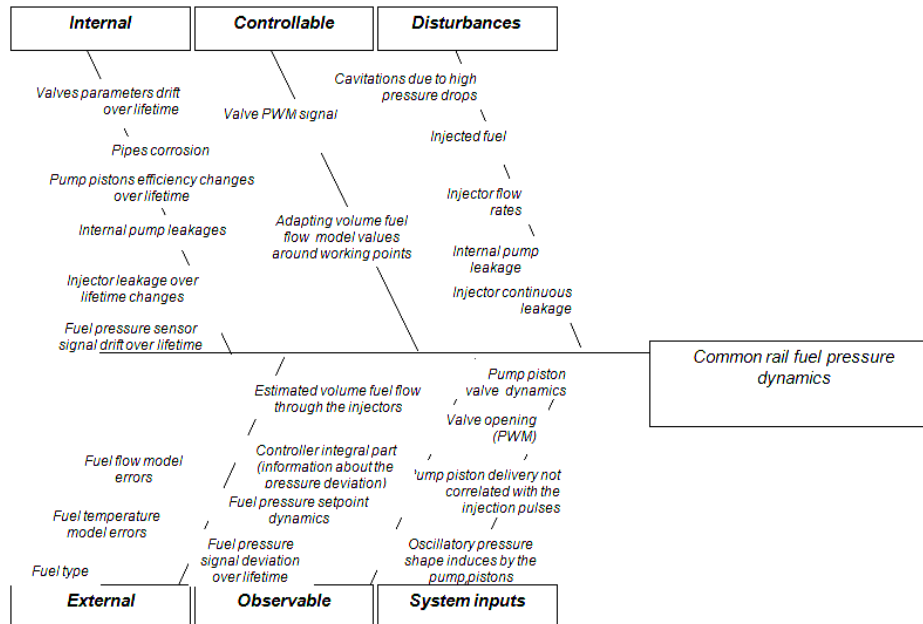 Internal
Controllable
Disturbances
Valves parameters drift
over lifetime
Pipes corrosion
Pump pistons efficiency changes
over lifetime
Internal pump leakages
Injector leakage over
lifetime changes
Fuel pressure sensor
signal drift over lifetime
Valve PWM signal
Adapting volume fuel
flow model values
around working points
Cavitations due to high
pressure drops
Injected fuel
Injector flow
rates
Internal pump
leakage
Injector continuous
leakage
Common rail fuel pressure
dynamics
Fuel flow model
errors
Fuel temperature
model errors
Fuel type
Estimated volume fuel flow
through the injectors
Controller integral part
(information about the
pressure deviation)
Fuel pressure setpoint
dynamics
Fuel pressure
signal deviation
over lifetime
Pump piston
valve dynamics
Valve opening
(PWM)
Pump piston delivery not
correlated with the
injection pulses
Oscillatory pressure
shape induces by the
pump pistons
External
Observable
System inputs